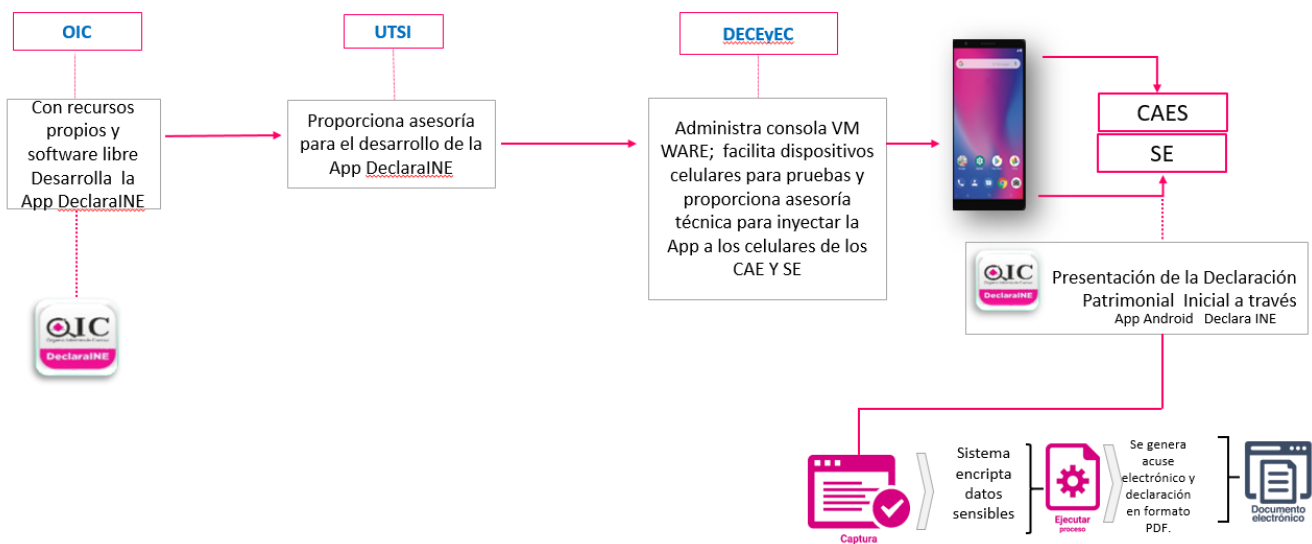 OIC
Con recursos
propios y
software libre
Desarrolla la
App DeclaraINE
OIC
DeclaraINE
UTSI
Proporciona asesoría
para el desarrollo de la
App DeclaraINE
DECEyEC
Administra consola VM
WARE; facilita dispositivos
celulares para pruebas y
proporciona asesoría
técnica para inyectar la
App a los celulares de los
CAE Y SE
CAES
SE
OIC
DeclaraINE
Presentación de la Declaración
Patrimonial Inicial a través
App Android Declara INE
Captura
Sistema
encripta
datos
sensibles
Ejecutar
proceso
Se genera
acuse
electrónico y
declaración
en formato
PDF.
Documento
electrónico